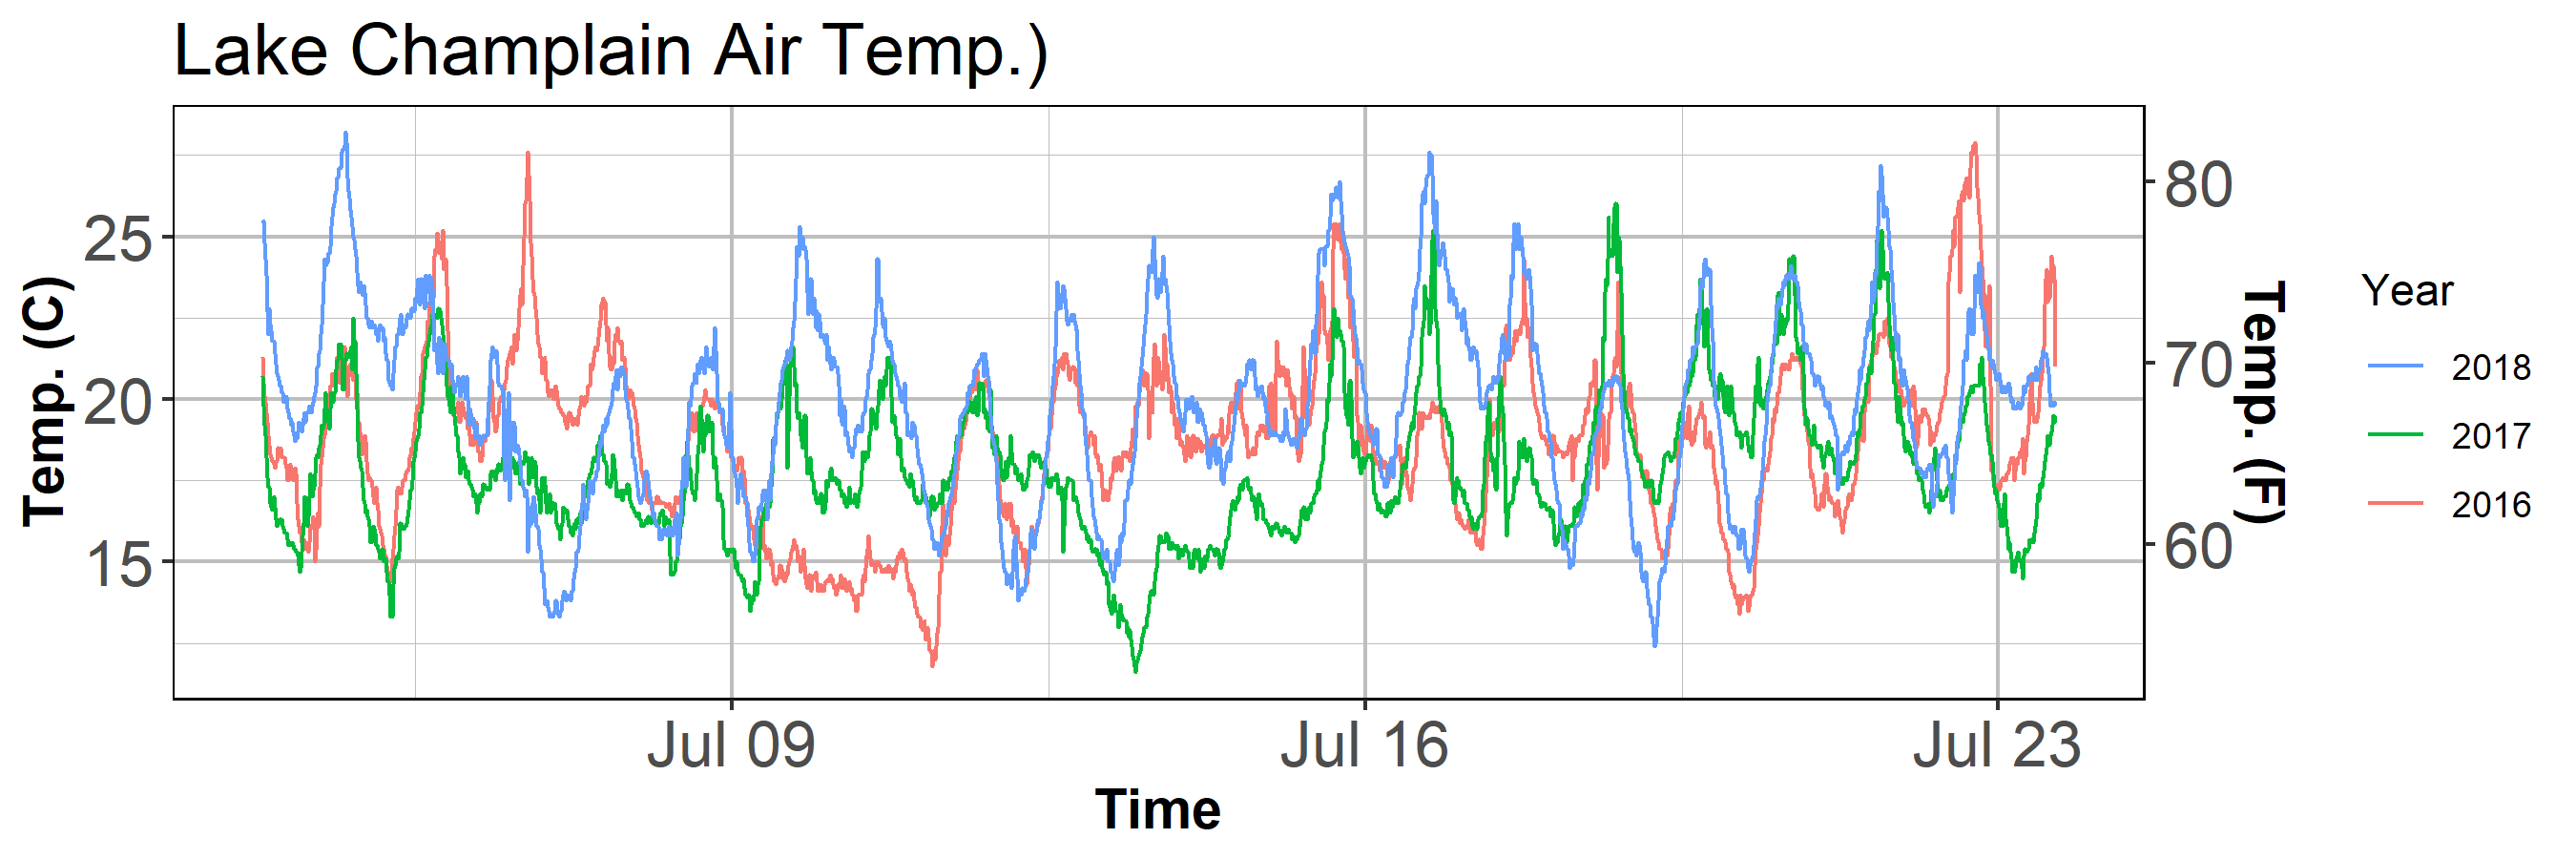 Lake Champlain Air Temp.)
Temp. (C)
25
20
15
80
70
60
Temp. (F)
Jul 09
Jul 16
Jul 23
Time
Year
2018
2017
2016